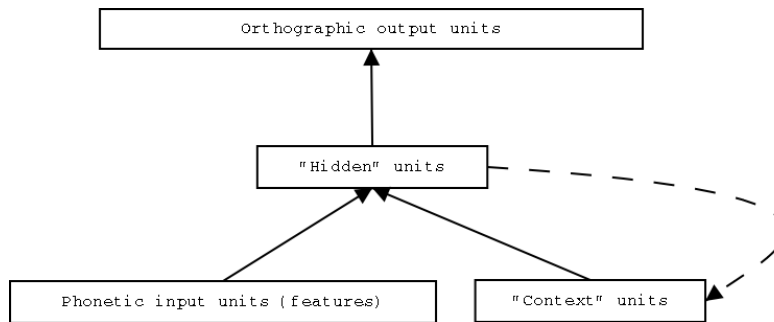 Orthographic output units
"Hidden" units
Phonetic input units (features)
"Context" units